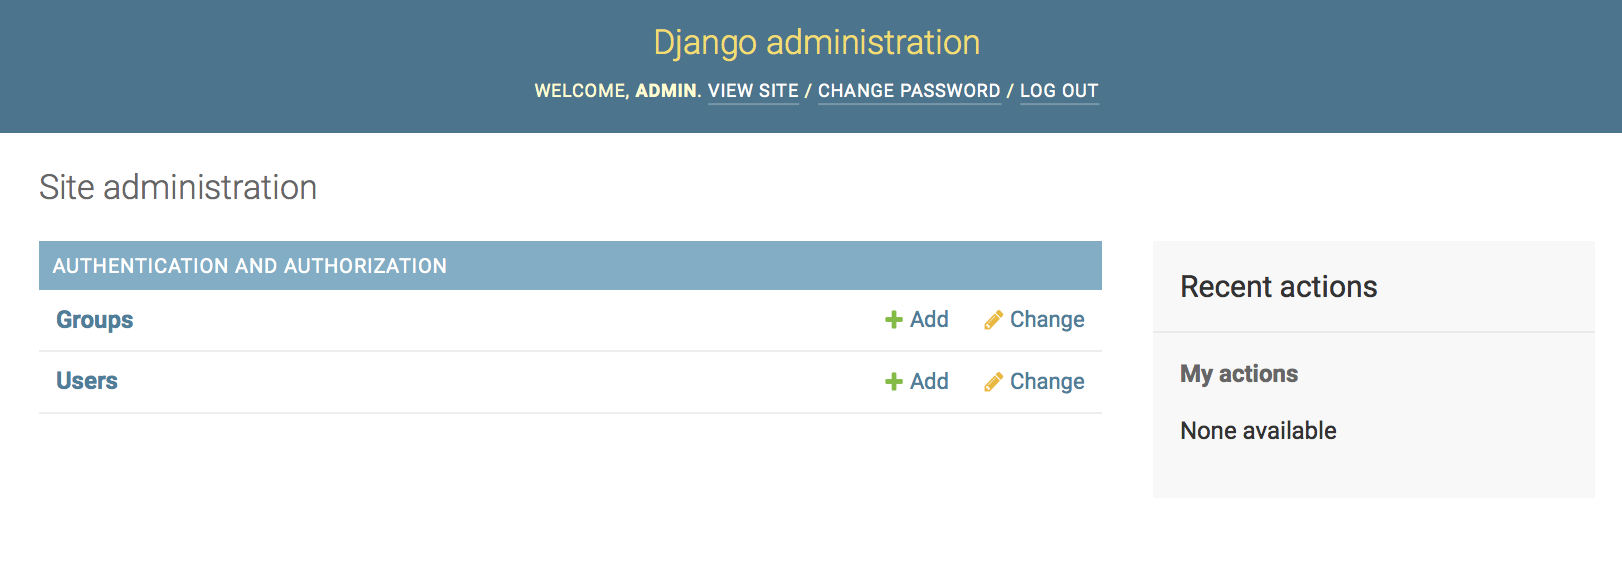 Django administration
WELCOME, ADMIN. VIEW SITE / CHANGE PASSWORD / LOG OUT
Site administration
AUTHENTICATION AND AUTHORIZATION
Groups Add Change
Users Add Change
Recent actions
My actions
None available